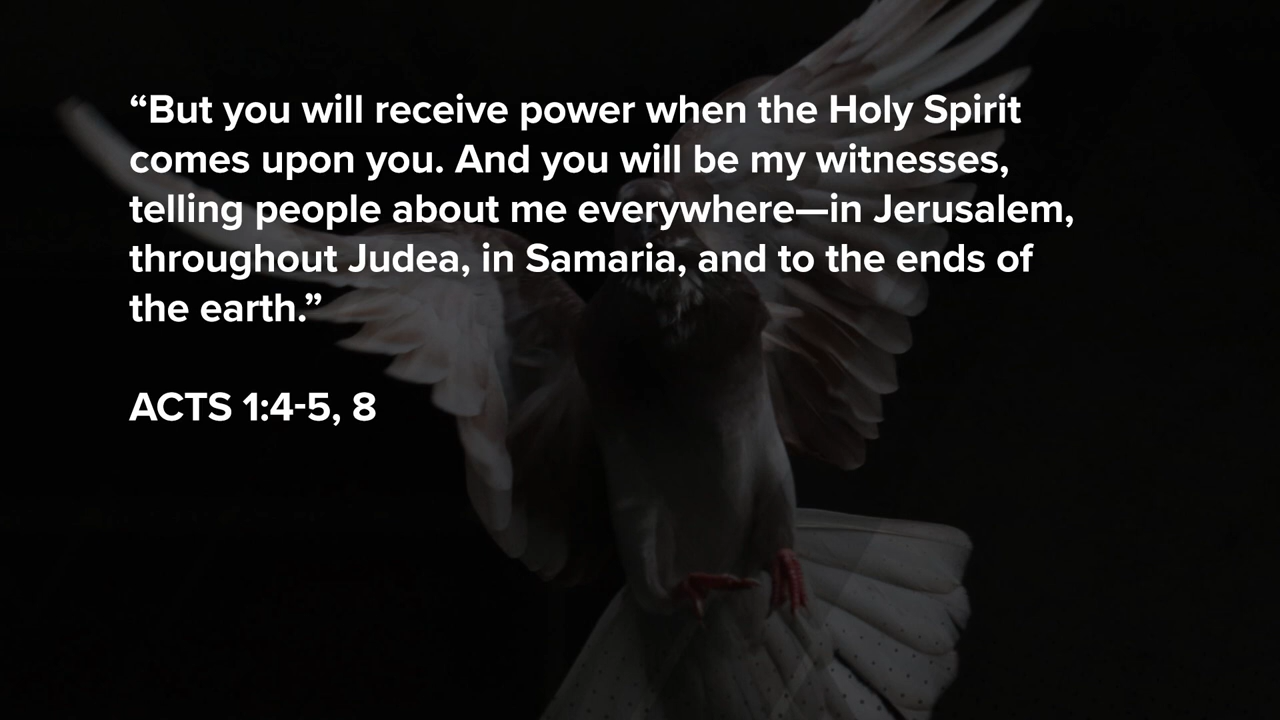 “But you will receive power when the Holy Spirit
comes upon you. And you will be my witnesses,
telling people about me everywhere—in Jerusalem,
throughout Judea, in Samaria, and to the ends of
the earth.”
ACTS 1:4-5, 8